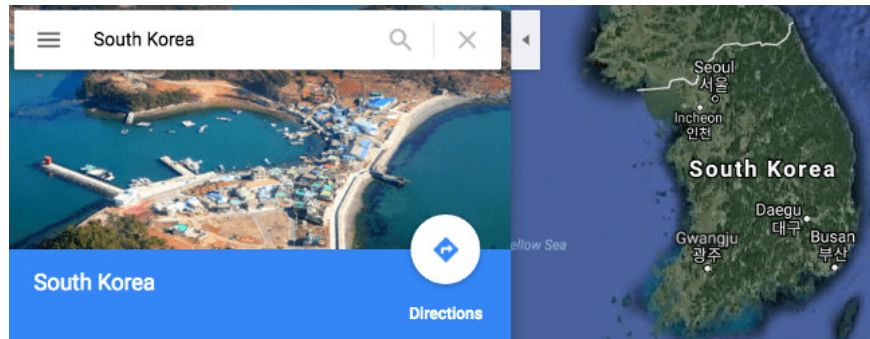 South Korea
South Korea
Directions
Seoul
서울
Incheon
인천
South Korea
Daegu
대구
Gwangju
광주
Busan
부산
ellow Sea